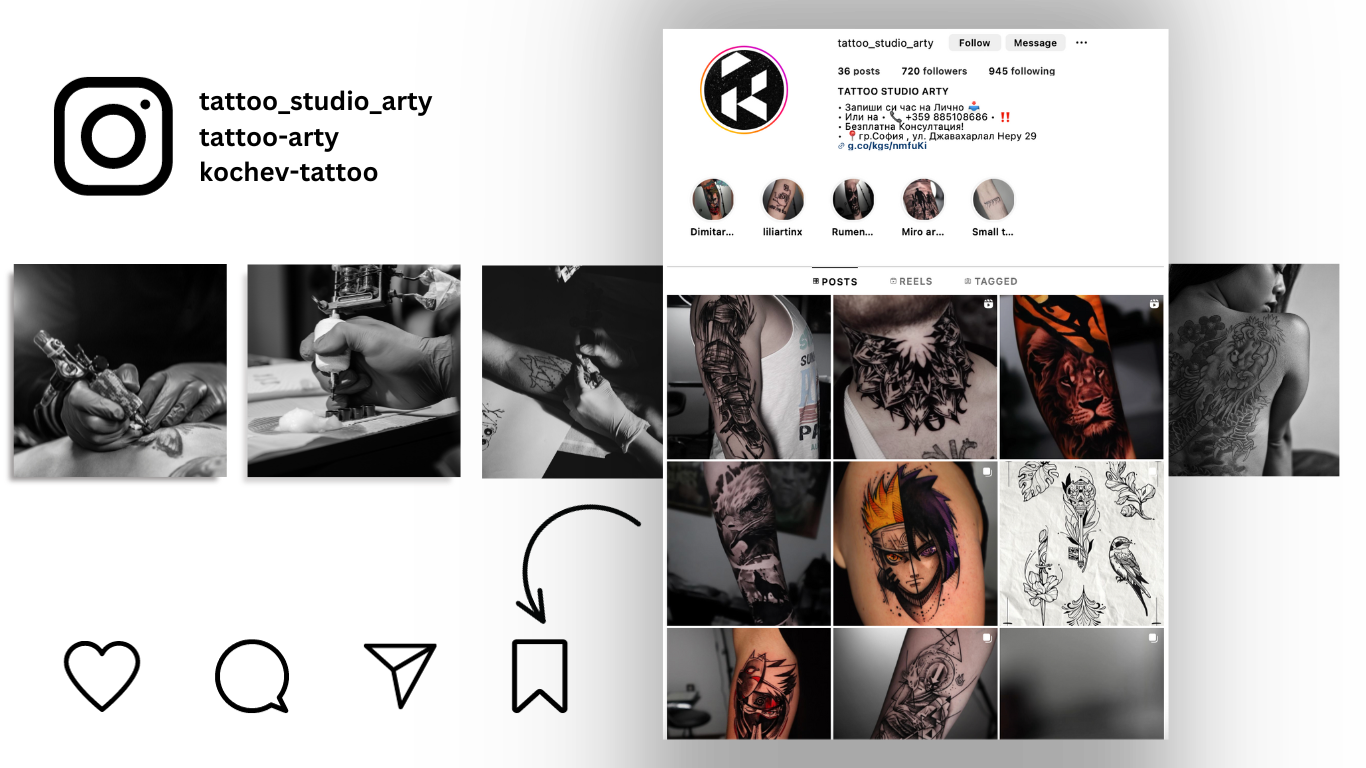 tattoo_studio_arty
tattoo-arty
kochev-tattoo
tattoo_studio_arty Follow Message
36 posts 720 followers 945 following
TATTOO STUDIO ARTY
• Запиши си час на Лично
• Или на • 📞 +359 885108686 • ‼️
• Безплатна Консултация!
• 📍гр.София , ул. Джавахарлал Неру 29
g.co/kgs/nmfuKi
Dimitar... liliartinx Rumen... Miro ar... Small t...
POSTS REELS TAGGED